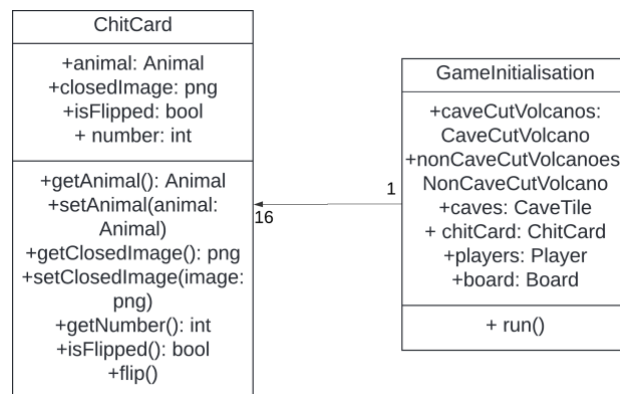 ChitCard
+animal: Animal
+closedImage: png
+isFlipped: bool
+ number: int
+getAnimal(): Animal
+setAnimal(animal:
Animal)
+getClosedImage(): png
+setClosedImage(image:
png)
+getNumber(): int
+isFlipped(): bool
+flip()
16
1
GameInitialisation
+caveCutVolcanos:
CaveCutVolcano
+nonCaveCutVolcanoes
NonCaveCutVolcano
+caves: CaveTile
+ chitCard: ChitCard
+players: Player
+board: Board
+ run()